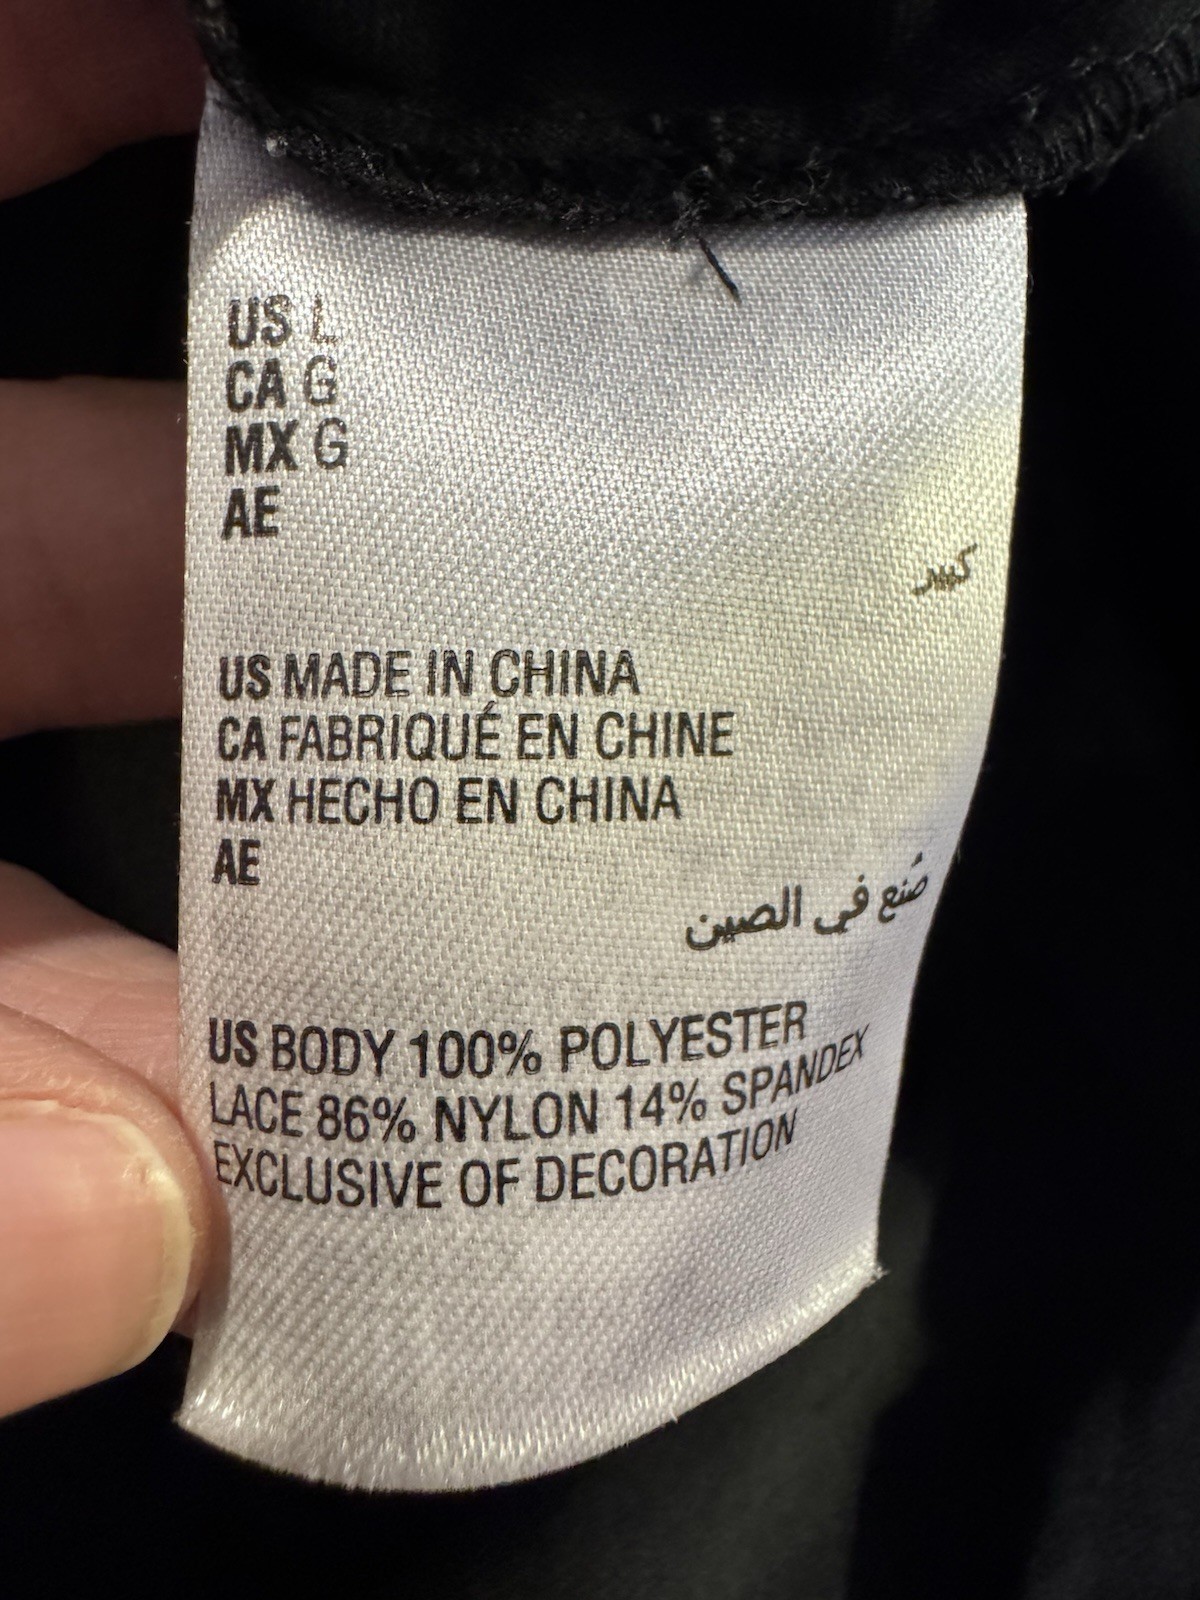 US L
CA G
MX G
AE
كبير
US MADE IN CHINA
CA FABRIQUÉ EN CHINE
MX HECHO EN CHINA
AE
صُنع في الصين
US BODY 100% POLYESTER
LACE 86% NYLON 14% SPANDEX
EXCLUSIVE OF DECORATION